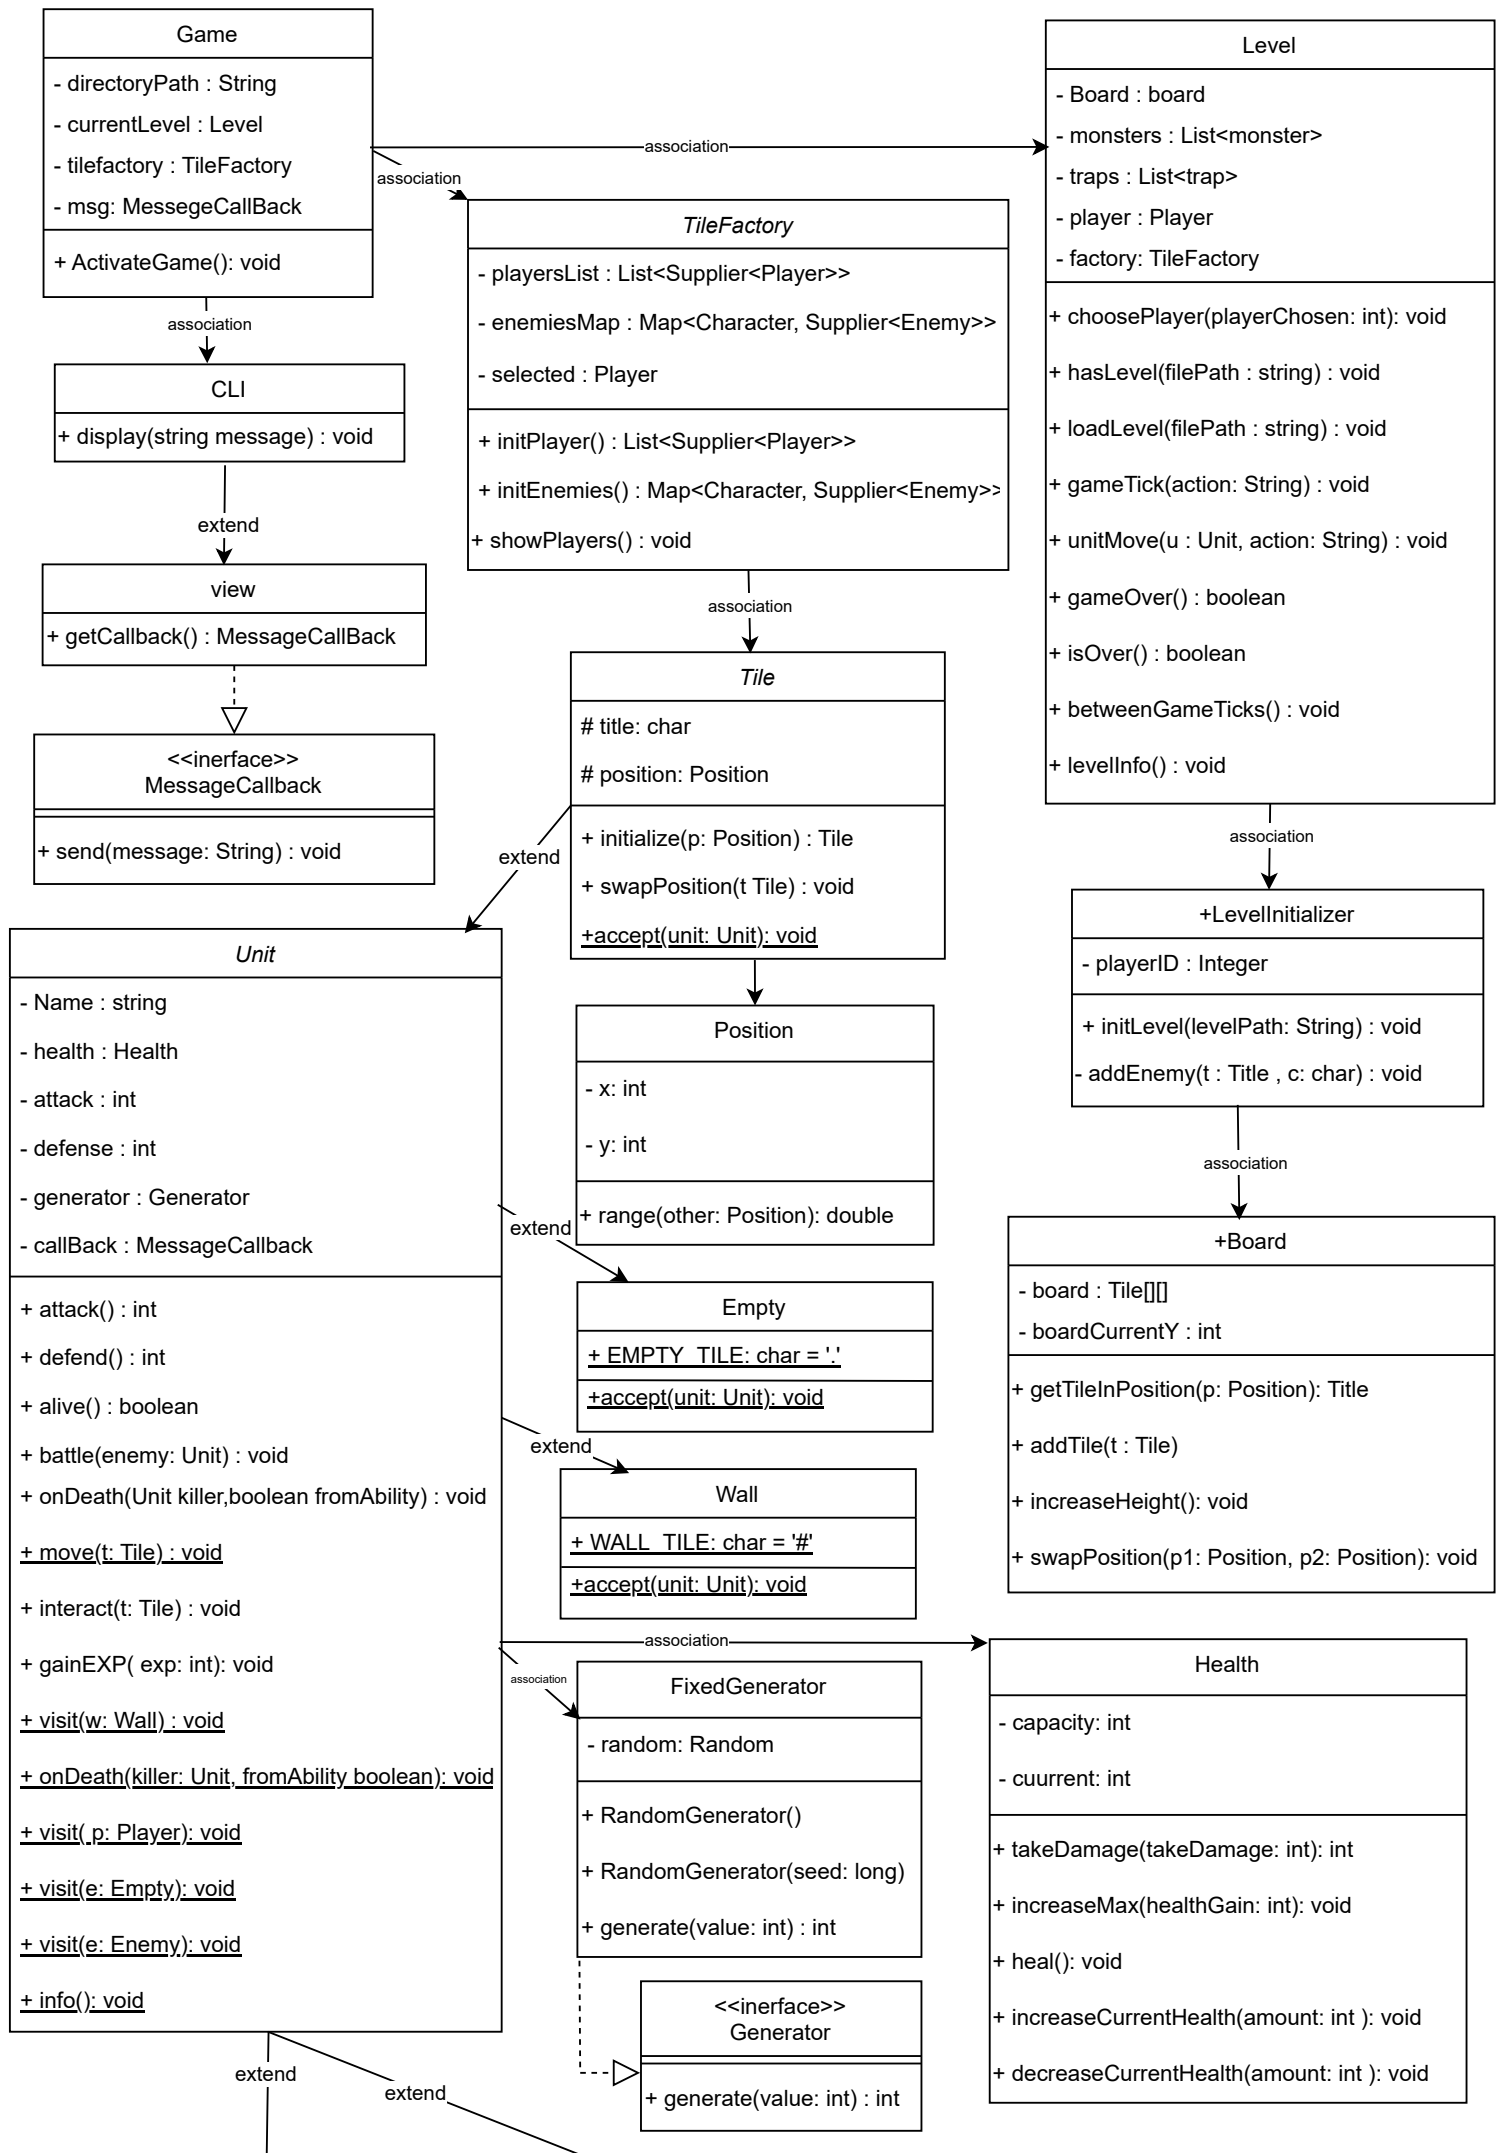 Game
- directoryPath : String
- currentLevel : Level
- tilefactory : TileFactory
- msg: MessegeCallBack
+ ActivateGame(): void
association
association
association
Level
- Board : board
- monsters : List<monster>
- traps : List<trap>
- player : Player
- factory: TileFactory
+ choosePlayer(playerChosen: int): void
+ hasLevel(filePath : string) : void
+ loadLevel(filePath : string) : void
+ gameTick(action: String) : void
+ unitMove(u : Unit, action: String) : void
+ gameOver() : boolean
+ isOver() : boolean
+ betweenGameTicks() : void
+ levelInfo() : void
TileFactory
- playersList : List<Supplier<Player>>
- enemiesMap : Map<Character, Supplier<Enemy>>
- selected : Player
+ initPlayer() : List<Supplier<Player>>
+ initEnemies() : Map<Character, Supplier<Enemy>>
+ showPlayers() : void
association
CLI
+ display(string message) : void
extend
view
+ getCallback() : MessageCallBack
<<inerface>>
MessageCallback
+ send(message: String) : void
Tile
# title: char
# position: Position
+ initialize(p: Position) : Tile
+ swapPosition(t Tile) : void
+accept(unit: Unit): void
extend
association
+LevelInitializer
- playerID : Integer
+ initLevel(levelPath: String) : void
- addEnemy(t : Title , c: char) : void
association
Unit
- Name : string
- health : Health
- attack : int
- defense : int
- generator : Generator
- callBack : MessageCallback
+ attack() : int
+ defend() : int
+ alive() : boolean
+ battle(enemy: Unit) : void
+ onDeath(Unit killer,boolean fromAbility) : void
+ move(t: Tile) : void
+ interact(t: Tile) : void
+ gainEXP( exp: int): void
+ visit(w: Wall) : void
+ onDeath(killer: Unit, fromAbility boolean): void
+ visit( p: Player): void
+ visit(e: Empty): void
+ visit(e: Enemy): void
+ info(): void
extend
extend
Position
- x: int
- y: int
+ range(other: Position): double
extend
Empty
+ EMPTY_TILE: char = '.'
+accept(unit: Unit): void
extend
Wall
+ WALL_TILE: char = '#'
+accept(unit: Unit): void
+Board
- board : Tile[][]
- boardCurrentY : int
+ getTileInPosition(p: Position): Title
+ addTile(t : Tile)
+ increaseHeight(): void
+ swapPosition(p1: Position, p2: Position): void
association
association
FixedGenerator
- random: Random
+ RandomGenerator()
+ RandomGenerator(seed: long)
+ generate(value: int) : int
<<inerface>>
Generator
+ generate(value: int) : int
Health
- capacity: int
- cuurrent: int
+ takeDamage(takeDamage: int): int
+ increaseMax(healthGain: int): void
+ heal(): void
+ increaseCurrentHealth(amount: int ): void
+ decreaseCurrentHealth(amount: int ): void